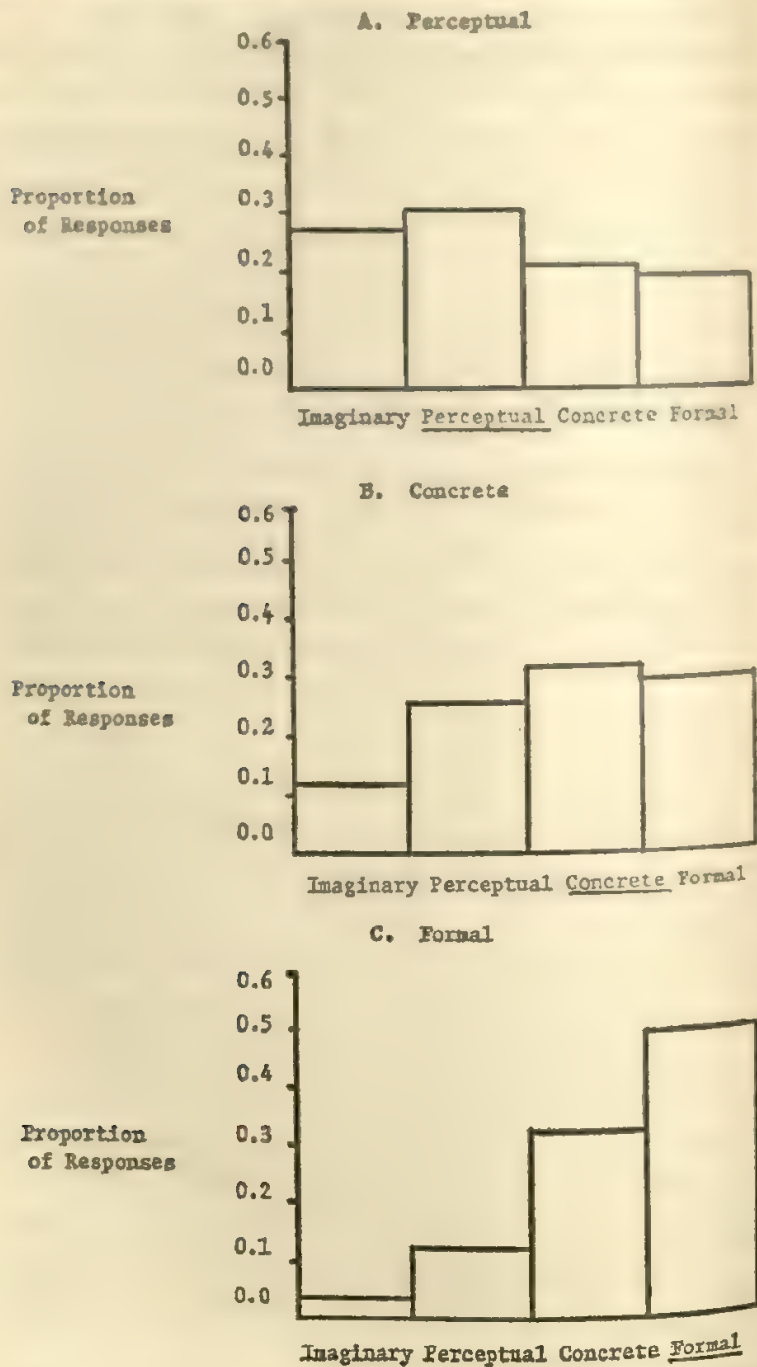 A. Perceptual
0.6
0.5
0.4
Proportion
of Responses
0.3
0.2
0.1
0.0
Imaginary Perceptual Concrete Formal
B. Concrete
0.6
0.5
0.4
Proportion
of Responses
0.3
0.2
0.1
0.0
Imaginary Perceptual Concrete Formal
C. Formal
0.6
0.5
0.4
Proportion
of Responses
0.3
0.2
0.1
0.0
Imaginary Perceptual Concrete Formal